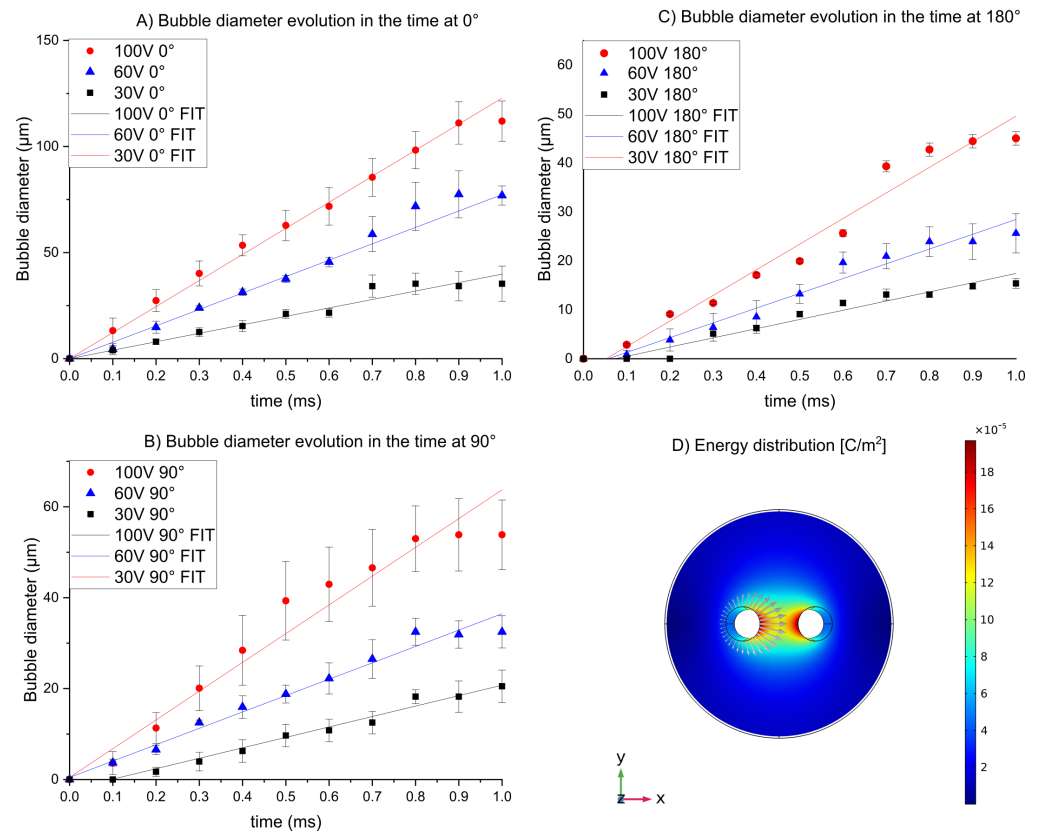 A) Bubble diameter evolution in the time at 0°
150
100
50
0
Bubble diameter (µm)
100V 0°
60V 0°
30V 0°
100V 0° FIT
60V 0° FIT
30V 0° FIT
0.0 0.1 0.2 0.3 0.4 0.5 0.6 0.7 0.8 0.9 1.0
time (ms)
C) Bubble diameter evolution in the time at 180°
60
50
40
30
20
10
0
Bubble diameter (µm)
100V 180°
60V 180°
30V 180°
100V 180° FIT
60V 180° FIT
30V 180° FIT
0.0 0.1 0.2 0.3 0.4 0.5 0.6 0.7 0.8 0.9 1.0
time (ms)
B) Bubble diameter evolution in the time at 90°
60
40
20
0
Bubble diameter (µm)
100V 90°
60V 90°
30V 90°
100V 90° FIT
60V 90° FIT
30V 90° FIT
0.0 0.1 0.2 0.3 0.4 0.5 0.6 0.7 0.8 0.9 1.0
time (ms)
D) Energy distribution [C/m²]
×10⁻⁵
18
16
14
12
10
8
6
4
2
y
z x